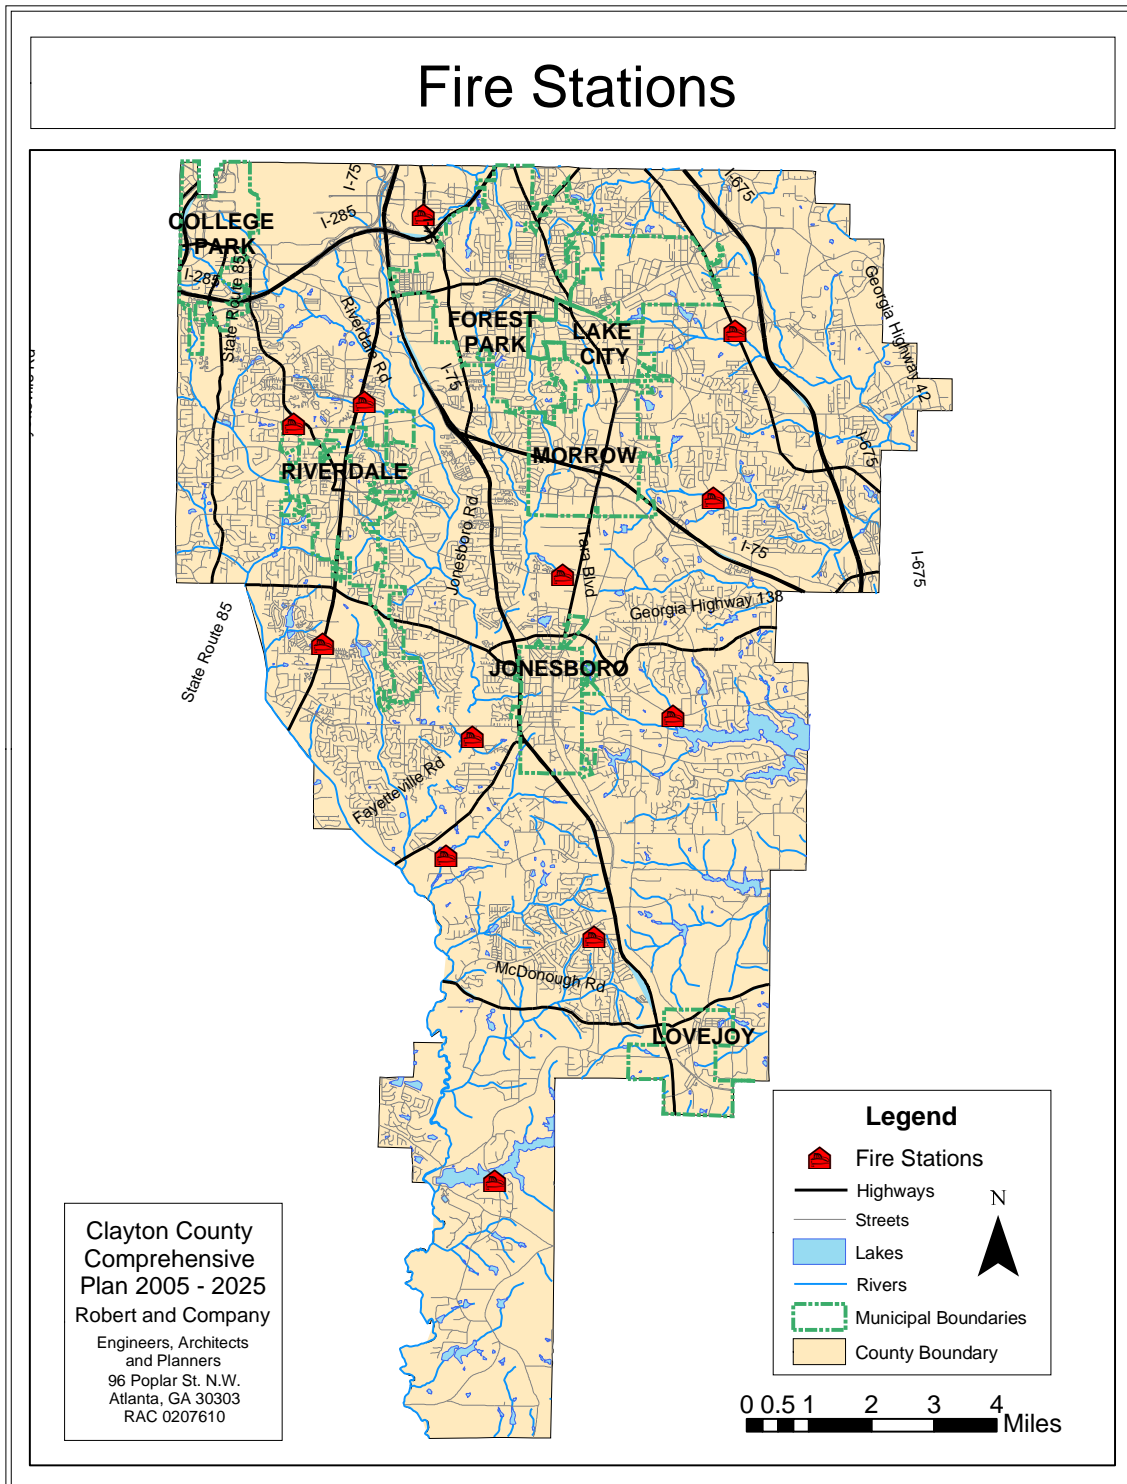 Fire Stations
I-75
I-675
I-285
COLLEGE
PARK
I-285
State Route 85
Georgia Highway 42
Riverdale Rd
FOREST
PARK
LAKE
CITY
I-75
RIVERDALE
MORROW
I-675
Jonesboro Rd
I-75
Tara Blvd
I-675
Georgia Highway 138
State Route 85
JONESBORO
Fayetteville Rd
McDonough Rd
LOVEJOY
Legend
Fire Stations
Highways
Streets
Lakes
Rivers
Municipal Boundaries
County Boundary
N
Clayton County
Comprehensive
Plan 2005 - 2025
Robert and Company
Engineers, Architects
and Planners
96 Poplar St. N.W.
Atlanta, GA 30303
RAC 0207610
0 0.5 1 2 3 4
Miles